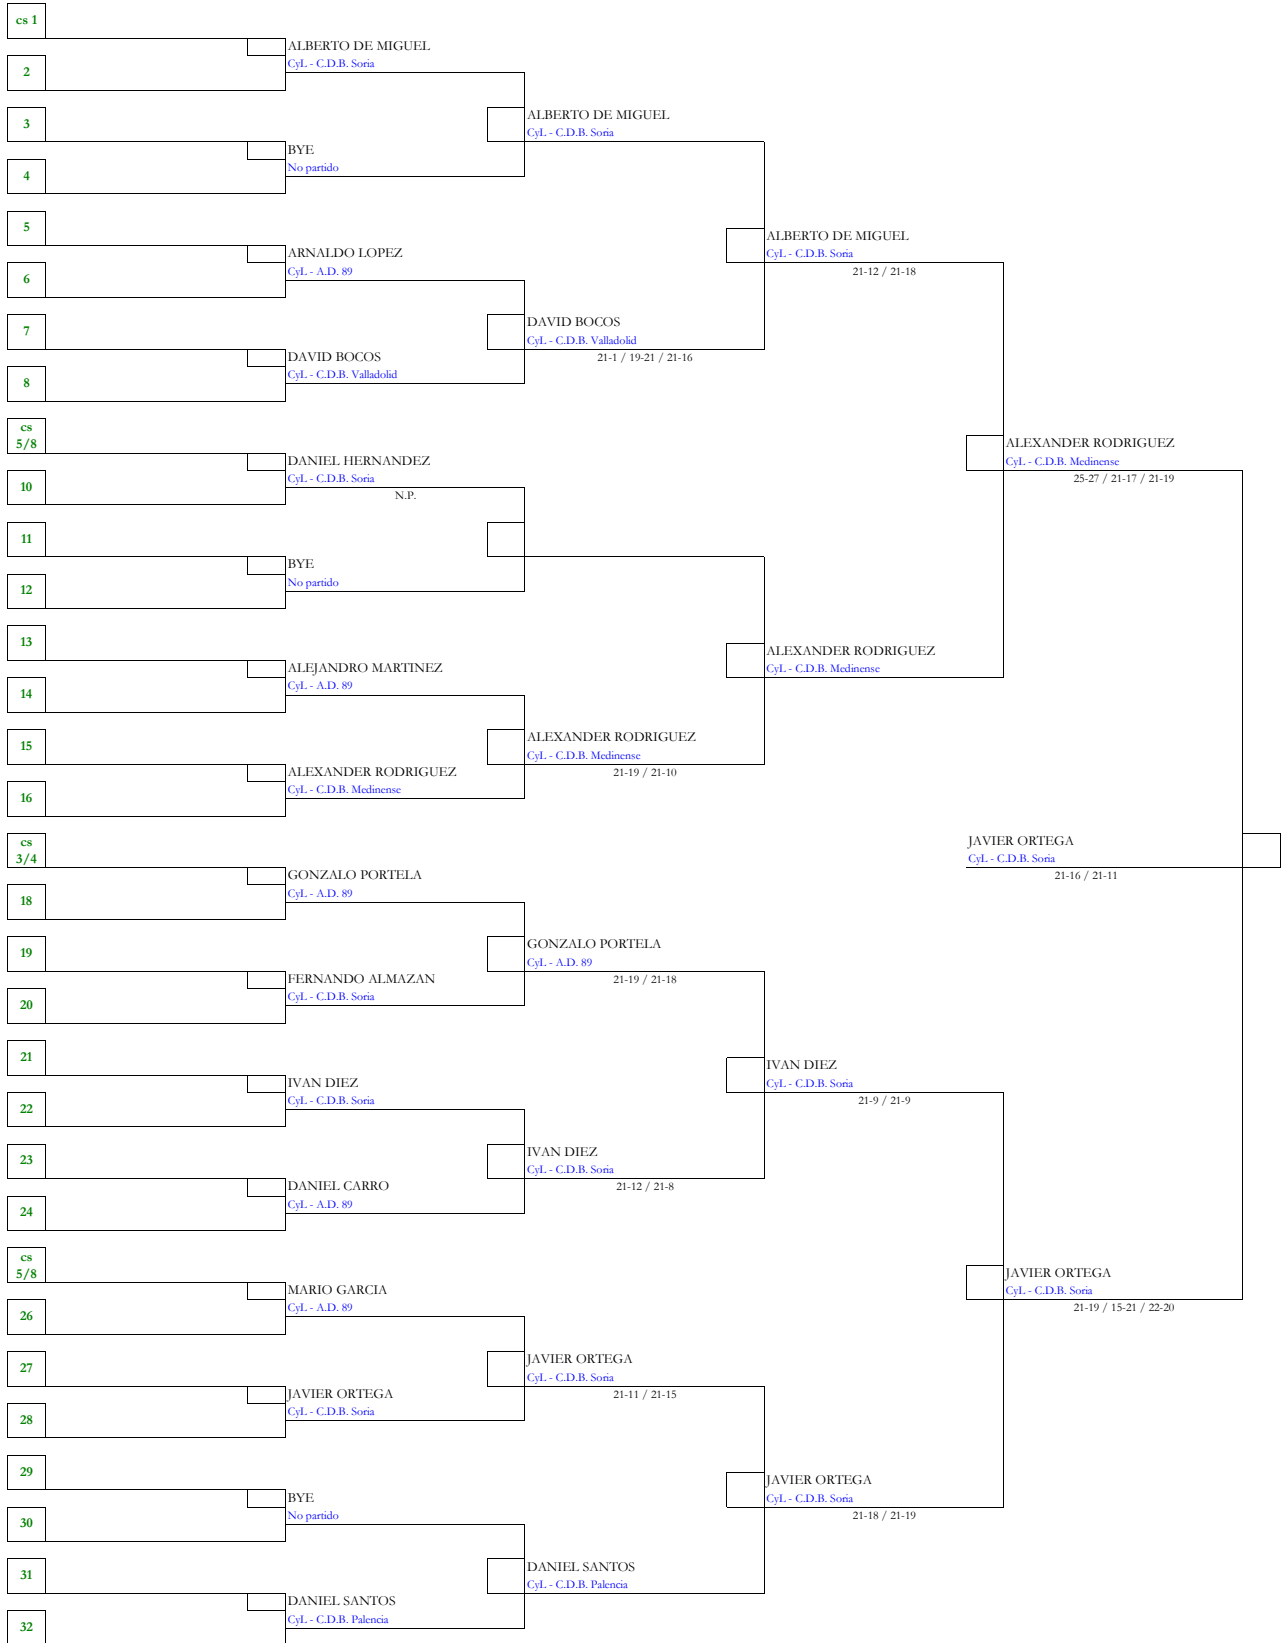 cs 1
ALBERTO DE MIGUEL
CyL - C.D.B. Soria
2
ALBERTO DE MIGUEL
CyL - C.D.B. Soria
3
BYE
No partido
4
ALBERTO DE MIGUEL
CyL - C.D.B. Soria
21-12 / 21-18
5
ARNALDO LOPEZ
CyL - A.D. 89
6
DAVID BOCOS
CyL - C.D.B. Valladolid
21-1 / 19-21 / 21-16
7
DAVID BOCOS
CyL - C.D.B. Valladolid
8
ALEXANDER RODRIGUEZ
CyL - C.D.B. Medinense
25-27 / 21-17 / 21-19
cs
5/8
DANIEL HERNANDEZ
CyL - C.D.B. Soria
N.P.
10
11
BYE
No partido
12
ALEXANDER RODRIGUEZ
CyL - C.D.B. Medinense
13
ALEJANDRO MARTINEZ
CyL - A.D. 89
14
ALEXANDER RODRIGUEZ
CyL - C.D.B. Medinense
21-19 / 21-10
15
ALEXANDER RODRIGUEZ
CyL - C.D.B. Medinense
16
JAVIER ORTEGA
CyL - C.D.B. Soria
21-16 / 21-11
cs
3/4
GONZALO PORTELA
CyL - A.D. 89
18
GONZALO PORTELA
CyL - A.D. 89
21-19 / 21-18
19
FERNANDO ALMAZAN
CyL - C.D.B. Soria
20
IVAN DIEZ
CyL - C.D.B. Soria
21-9 / 21-9
21
IVAN DIEZ
CyL - C.D.B. Soria
22
IVAN DIEZ
CyL - C.D.B. Soria
21-12 / 21-8
23
DANIEL CARRO
CyL - A.D. 89
24
JAVIER ORTEGA
CyL - C.D.B. Soria
21-19 / 15-21 / 22-20
cs
5/8
MARIO GARCIA
CyL - A.D. 89
26
JAVIER ORTEGA
CyL - C.D.B. Soria
21-11 / 21-15
27
JAVIER ORTEGA
CyL - C.D.B. Soria
28
JAVIER ORTEGA
CyL - C.D.B. Soria
21-18 / 21-19
29
BYE
No partido
30
DANIEL SANTOS
CyL - C.D.B. Palencia
31
DANIEL SANTOS
CyL - C.D.B. Palencia
32